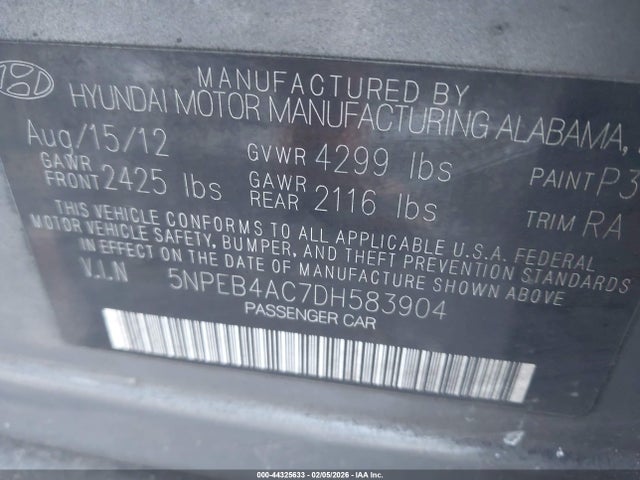 MANUFACTURED BY
HYUNDAI MOTOR MANUFACTURING ALABAMA,
Aug/15/12 GVWR 4299 lbs PAINT P3
GAWR FRONT 2425 lbs GAWR REAR 2116 lbs TRIM RA
THIS VEHICLE CONFORMS TO ALL APPLICABLE U.S.A. FEDERAL
MOTOR VEHICLE SAFETY, BUMPER, AND THEFT PREVENTION STANDARDS
IN EFFECT ON THE DATE OF MANUFACTURE SHOWN ABOVE.
V.I.N 5NPEB4AC7DH583904
PASSENGER CAR
000-44325633 - 02/05/2026 - IAA Inc.